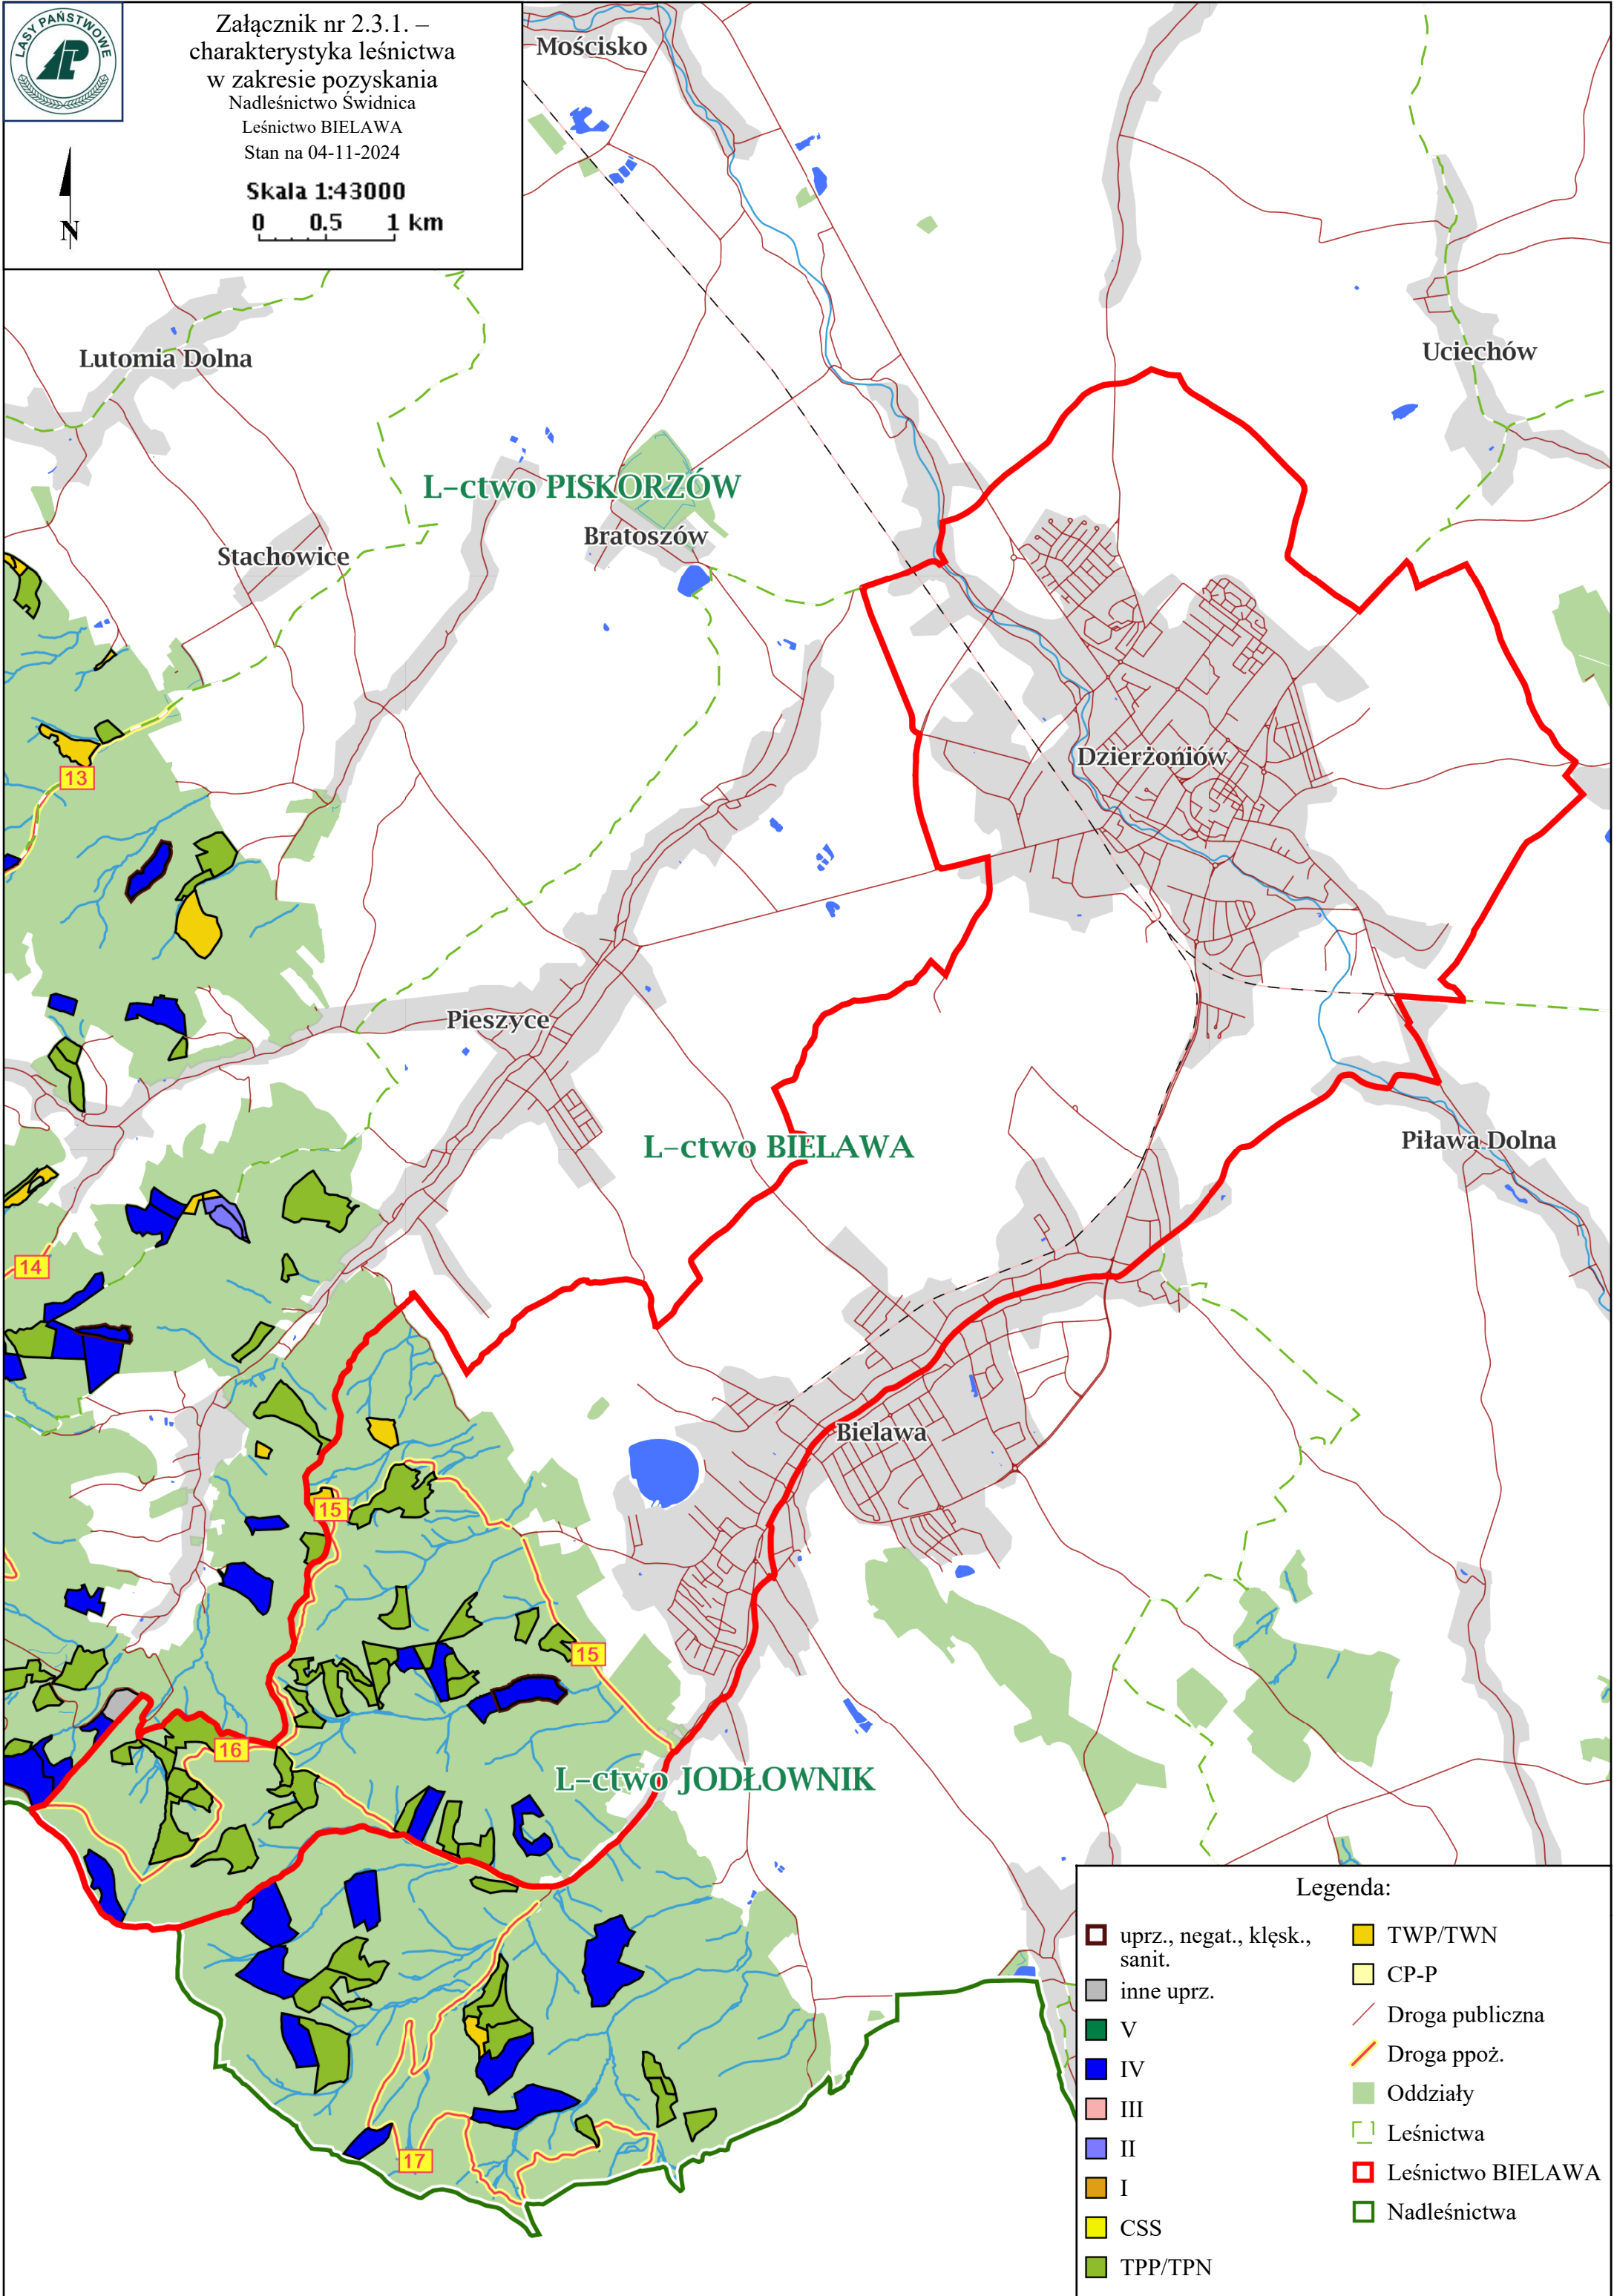 LASY PAŃSTWOWE
Załącznik nr 2.3.1. –
charakterystyka leśnictwa
w zakresie pozyskania
Nadleśnictwo Świdnica
Leśnictwo BIELAWA
Stan na 04-11-2024
Skala 1:43000
0 0.5 1 km
N
Mościsko
Lutomia Dolna
Uciechów
L-ctwo PISKORZÓW
Bratoszów
Stachowice
Dzierżoniów
13
Pieszyce
L-ctwo BIELAWA
Piława Dolna
14
Bielawa
15
15
16
L-ctwo JODŁOWNIK
17
Legenda:
uprz., negat., klęsk.,
sanit.
inne uprz.
V
IV
III
II
I
CSS
TPP/TPN
TWP/TWN
CP-P
Droga publiczna
Droga ppoż.
Oddziały
Leśnictwa
Leśnictwo BIELAWA
Nadleśnictwa